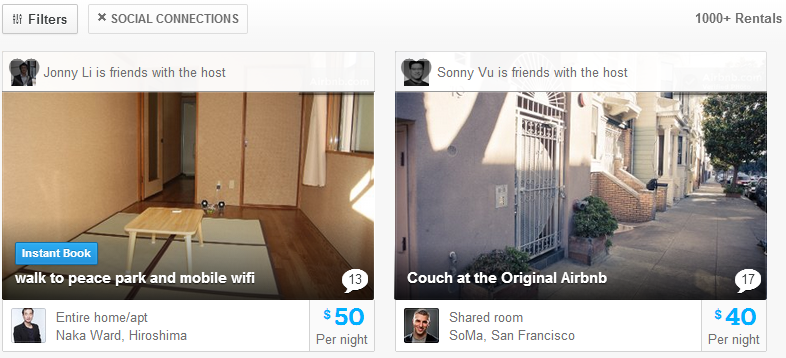 Filters
× SOCIAL CONNECTIONS
1000+ Rentals
Jonny Li is friends with the host
Sonny Vu is friends with the host
Instant Book
walk to peace park and mobile wifi
13
Couch at the Original Airbnb
17
Entire home/apt
Naka Ward, Hiroshima
$50
Per night
Shared room
SoMa, San Francisco
$40
Per night